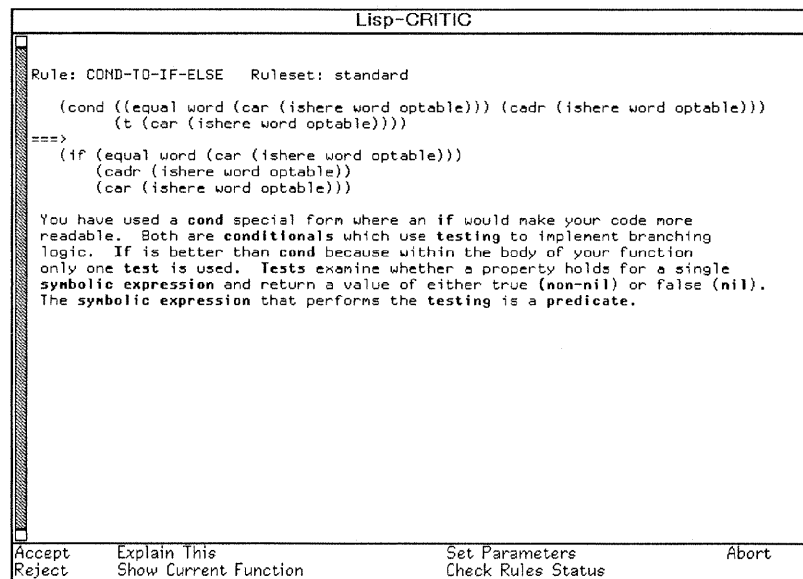 Lisp-CRITIC
Rule: COND-TO-IF-ELSE Ruleset: standard
(cond ((equal word (car (ishere word optable))) (cadr (ishere word optable)))
(t (car (ishere word optable))))
===>
(if (equal word (car (ishere word optable)))
(cadr (ishere word optable))
(car (ishere word optable)))
You have used a cond special form where an if would make your code more
readable. Both are conditionals which use testing to implement branching
logic. If is better than cond because within the body of your function
only one test is used. Tests examine whether a property holds for a single
symbolic expression and return a value of either true (non-nil) or false (nil).
The symbolic expression that performs the testing is a predicate.
Accept Explain This Set Parameters Abort
Reject Show Current Function Check Rules Status